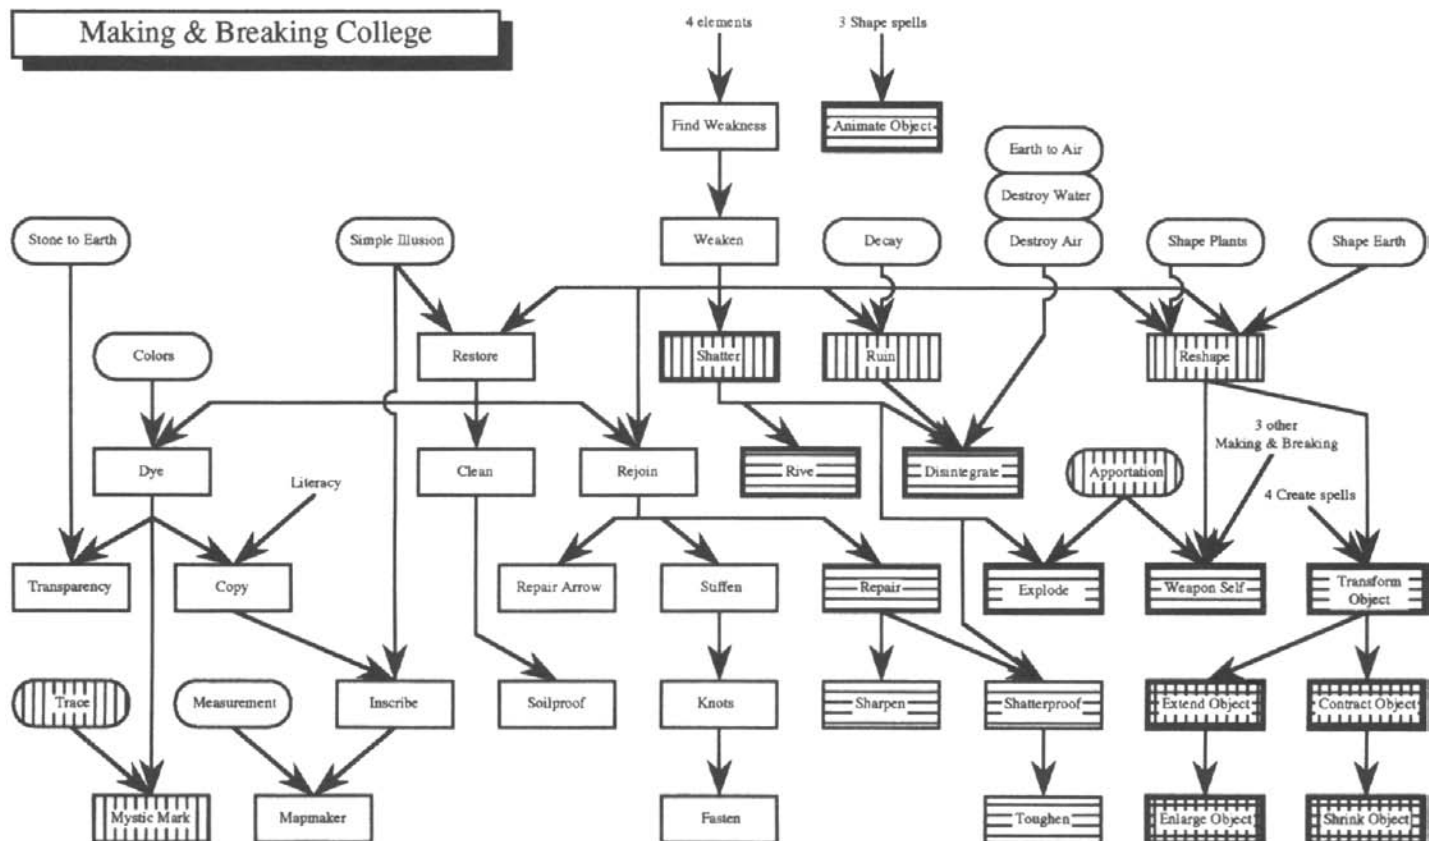 Making & Breaking College
4 elements
3 Shape spells
Find Weakness
Animate Object
Earth to Air
Destroy Water
Stone to Earth
Simple Illusion
Weaken
Decay
Destroy Air
Shape Plants
Shape Earth
Colors
Restore
Shatter
Ruin
Reshape
3 other
Making & Breaking
Dye
Clean
Rejoin
Rive
Disintegrate
Apportation
Literacy
4 Create spells
Transparency
Copy
Repair Arrow
Stiffen
Repair
Explode
Weapon Self
Transform
Object
Trace
Measurement
Inscribe
Soilproof
Knots
Sharpen
Shatterproof
Extend Object
Contract Object
Mystic Mark
Mapmaker
Fasten
Toughen
Enlarge Object
Shrink Object